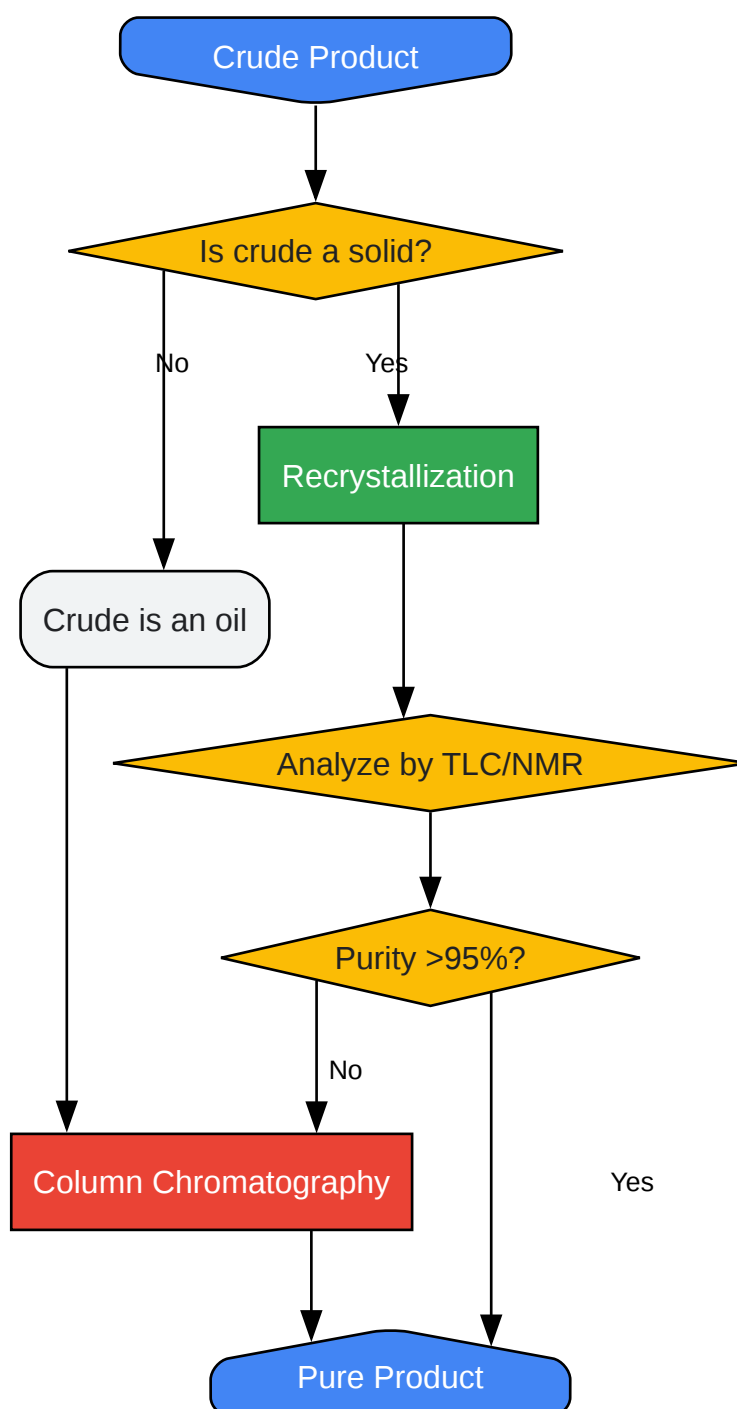 Crude Product
Is crude a solid?
No
Yes
Recrystallization
Crude is an oil
Analyze by TLC/NMR
Purity >95%?
No
Column Chromatography
Yes
Pure Product